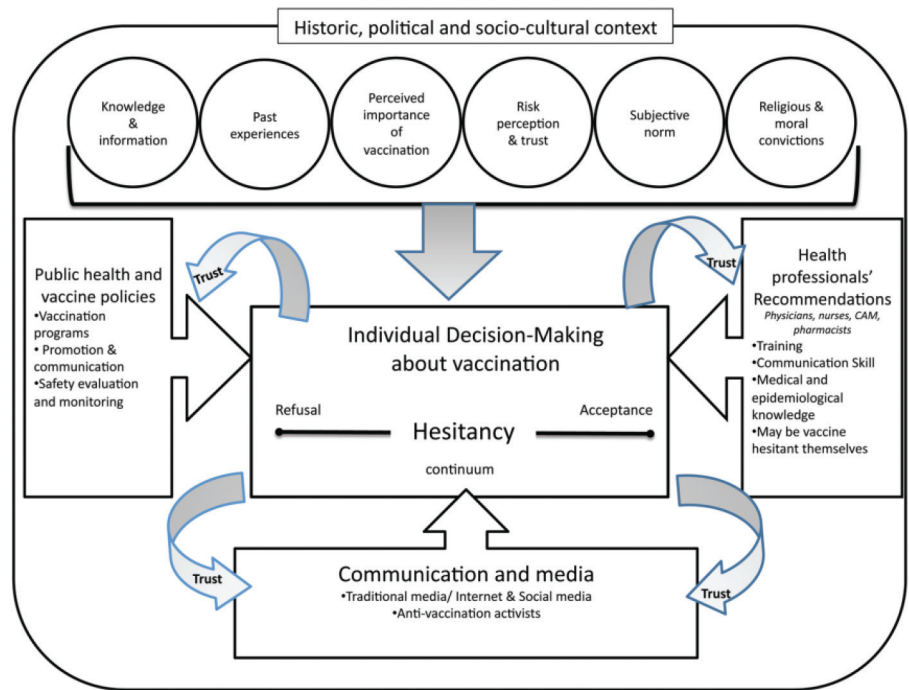 Historic, political and socio-cultural context
Knowledge
&
information
Past
experiences
Perceived
importance
of
vaccination
Risk
perception
& trust
Subjective
norm
Religious &
moral
convictions
Public health and
vaccine policies
•Vaccination
programs
• Promotion &
communication
•Safety evaluation
and monitoring
Trust
Trust
Health
professionals’
Recommendations
Physicians, nurses, CAM,
pharmacists
•Training
•Communication Skill
•Medical and
epidemiological
knowledge
•May be vaccine
hesitant themselves
Individual Decision-Making
about vaccination
Refusal
Acceptance
Hesitancy
continuum
Trust
Trust
Communication and media
•Traditional media/ Internet & Social media
•Anti-vaccination activists